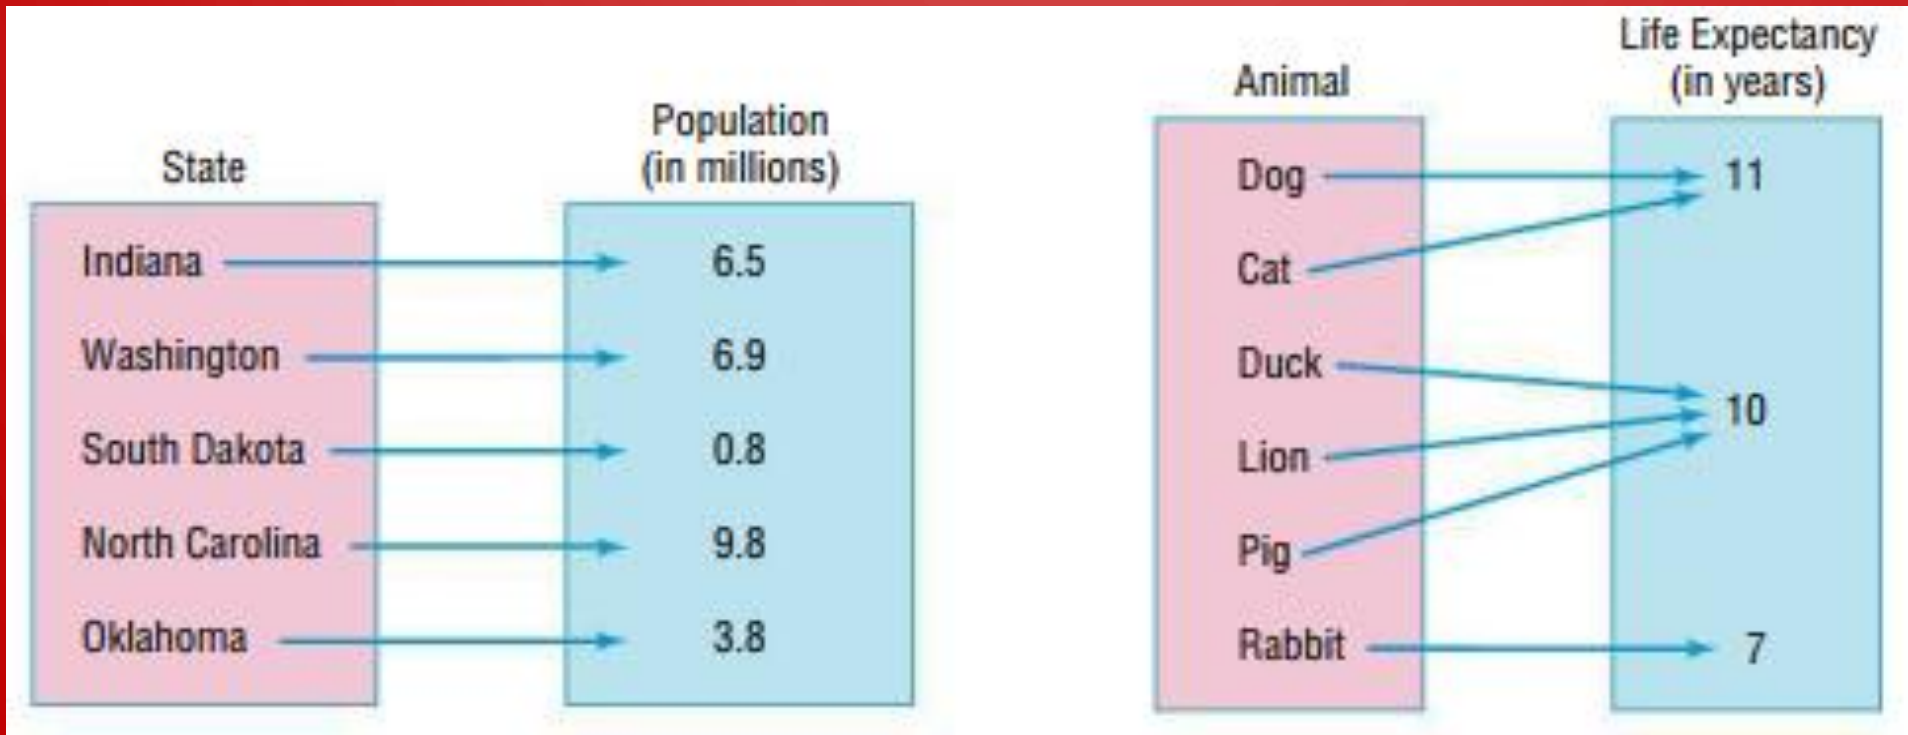 State
Population
(in millions)
Indiana 6.5
Washington 6.9
South Dakota 0.8
North Carolina 9.8
Oklahoma 3.8
Animal
Life Expectancy
(in years)
Dog 11
Cat
Duck
10
Lion
Pig
Rabbit 7